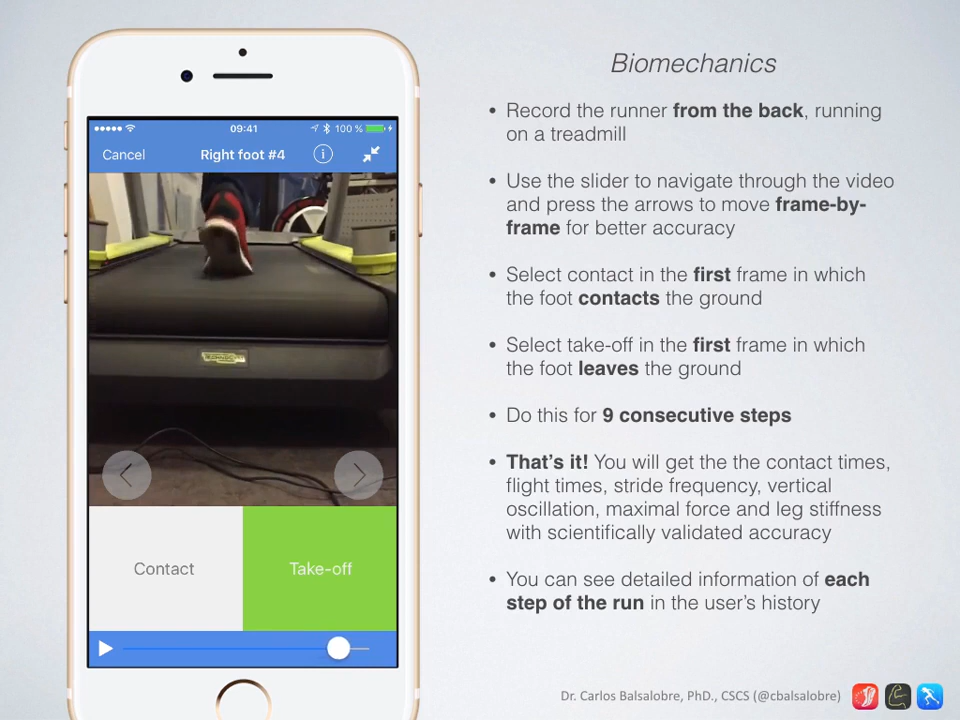 09:41
100 %
Cancel
Right foot #4
i
Contact
Take-off
Biomechanics
• Record the runner from the back, running
on a treadmill
• Use the slider to navigate through the video
and press the arrows to move frame-by-
frame for better accuracy
• Select contact in the first frame in which
the foot contacts the ground
• Select take-off in the first frame in which
the foot leaves the ground
• Do this for 9 consecutive steps
• That’s it! You will get the the contact times,
flight times, stride frequency, vertical
oscillation, maximal force and leg stiffness
with scientifically validated accuracy
• You can see detailed information of each
step of the run in the user’s history
Dr. Carlos Balsalobre, PhD., CSCS (@cbalsalobre)